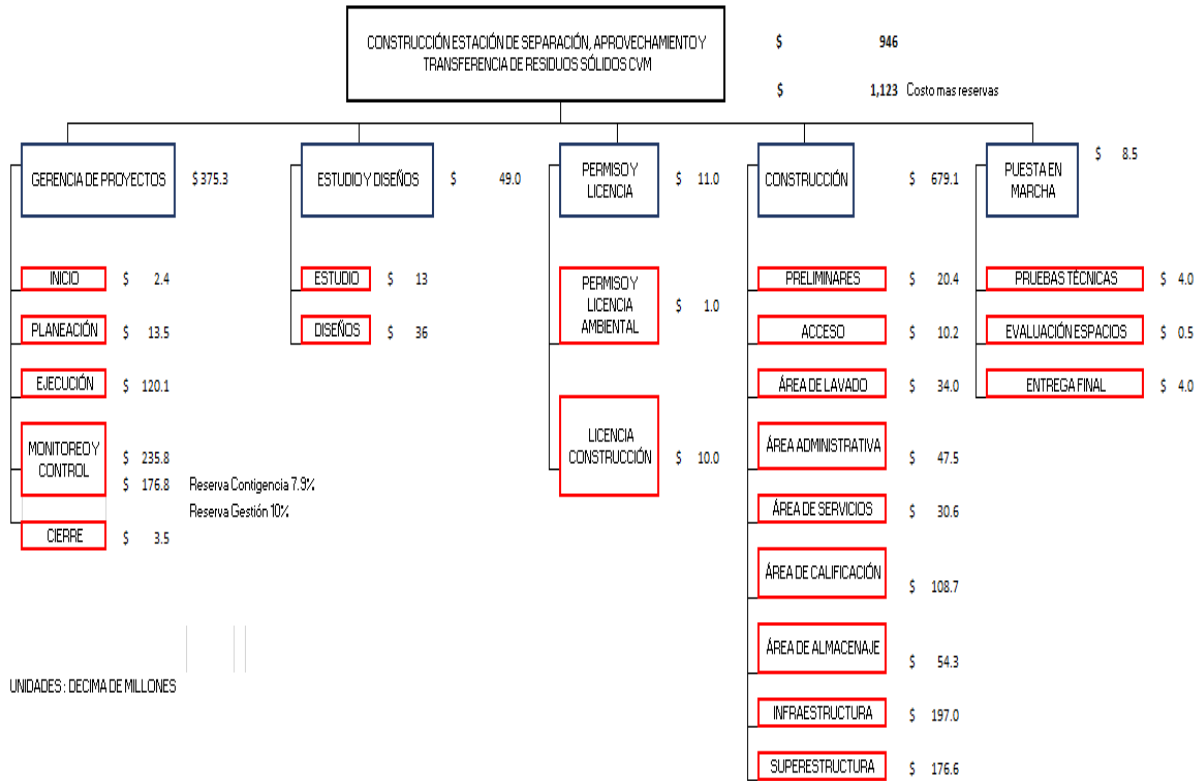 CONSTRUCCIÓN ESTACIÓN DE SEPARACIÓN, APROVECHAMIENTO Y
TRANSFERENCIA DE RESIDUOS SÓLIDOS CVM
$ 946
$ 1,123 Costo mas reservas
GERENCIA DE PROYECTOS $ 375.3
INICIO $ 2.4
PLANEACIÓN $ 13.5
EJECUCIÓN $ 120.1
MONITOREO Y
CONTROL
$ 235.8
$ 176.8 Reserva Contigencia 7.9%
Reserva Gestión 10%
CIERRE $ 3.5
ESTUDIO Y DISEÑOS $ 49.0
ESTUDIO $ 13
DISEÑOS $ 36
PERMISO Y
LICENCIA
$ 11.0
PERMISO Y
LICENCIA
AMBIENTAL
$ 1.0
LICENCIA
CONSTRUCCIÓN
$ 10.0
CONSTRUCCIÓN $ 679.1
PRELIMINARES $ 20.4
ACCESO $ 10.2
ÁREA DE LAVADO $ 34.0
ÁREA ADMINISTRATIVA $ 47.5
ÁREA DE SERVICIOS $ 30.6
ÁREA DE CALIFICACIÓN $ 108.7
ÁREA DE ALMACENAJE $ 54.3
INFRAESTRUCTURA $ 197.0
SUPERESTRUCTURA $ 176.6
PUESTA EN
MARCHA
$ 8.5
PRUEBAS TÉCNICAS $ 4.0
EVALUACIÓN ESPACIOS $ 0.5
ENTREGA FINAL $ 4.0
UNIDADES : DECIMA DE MILLONES